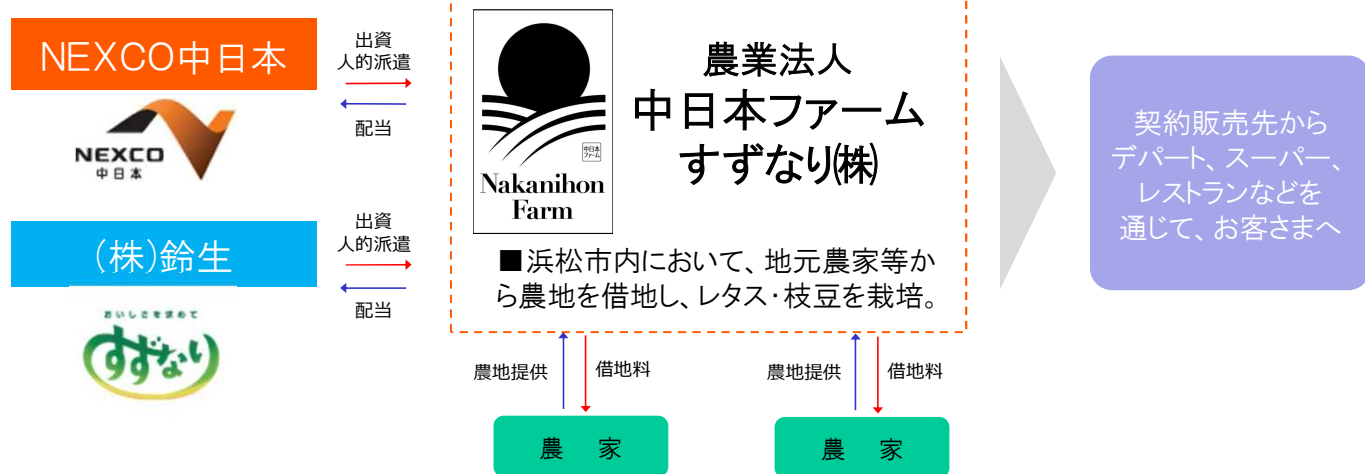 NEXCO中日本
NEXCO
中日本
出資
人的派遣
配当
(株)鈴生
おいしさを求めて
すずなり
出資
人的派遣
配当
中日本
ファーム
Nakanihon
Farm
農業法人
中日本ファーム
すずなり㈱
■浜松市内において、地元農家等か
ら農地を借地し、レタス・枝豆を栽培。
農地提供
借地料
農地提供
借地料
農 家
農 家
契約販売先から
デパート、スーパー、
レストランなどを
通じて、お客さまへ